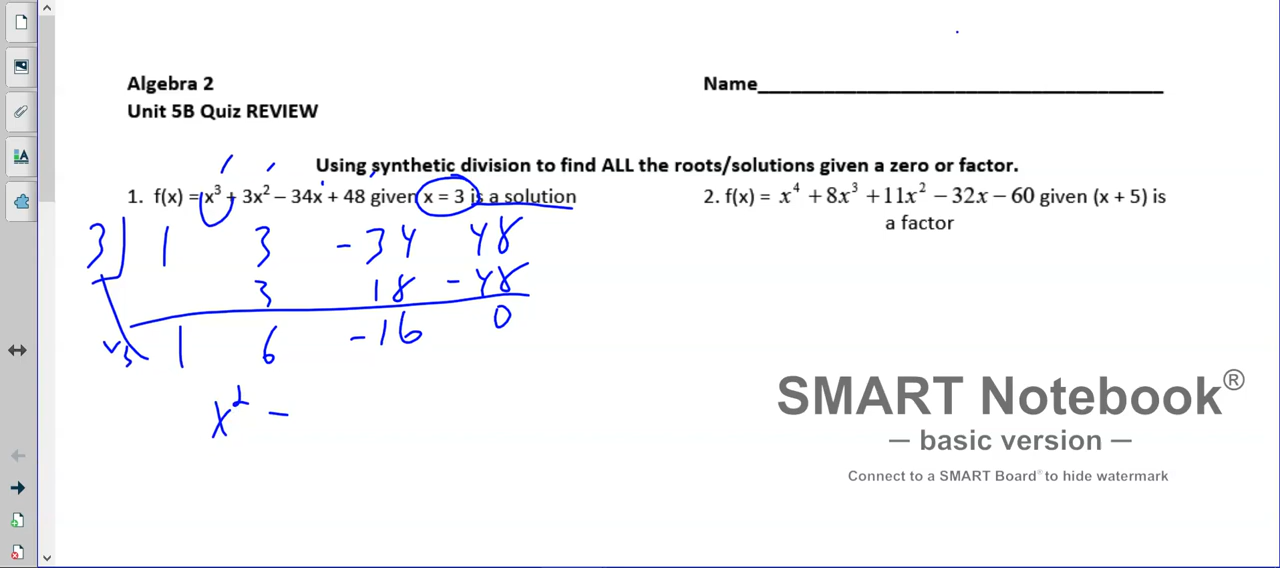 Algebra 2
Name___________________________________
Unit 5B Quiz REVIEW
Using synthetic division to find ALL the roots/solutions given a zero or factor.
1. f(x) = x³ + 3x² − 34x + 48 given x = 3 is a solution
2. f(x) = x⁴ + 8x³ + 11x² − 32x − 60 given (x + 5) is
a factor
3 1 3 -34 48
3 18 -48
1 6 -16 0
x² -
SMART Notebook®
— basic version —
Connect to a SMART Board® to hide watermark